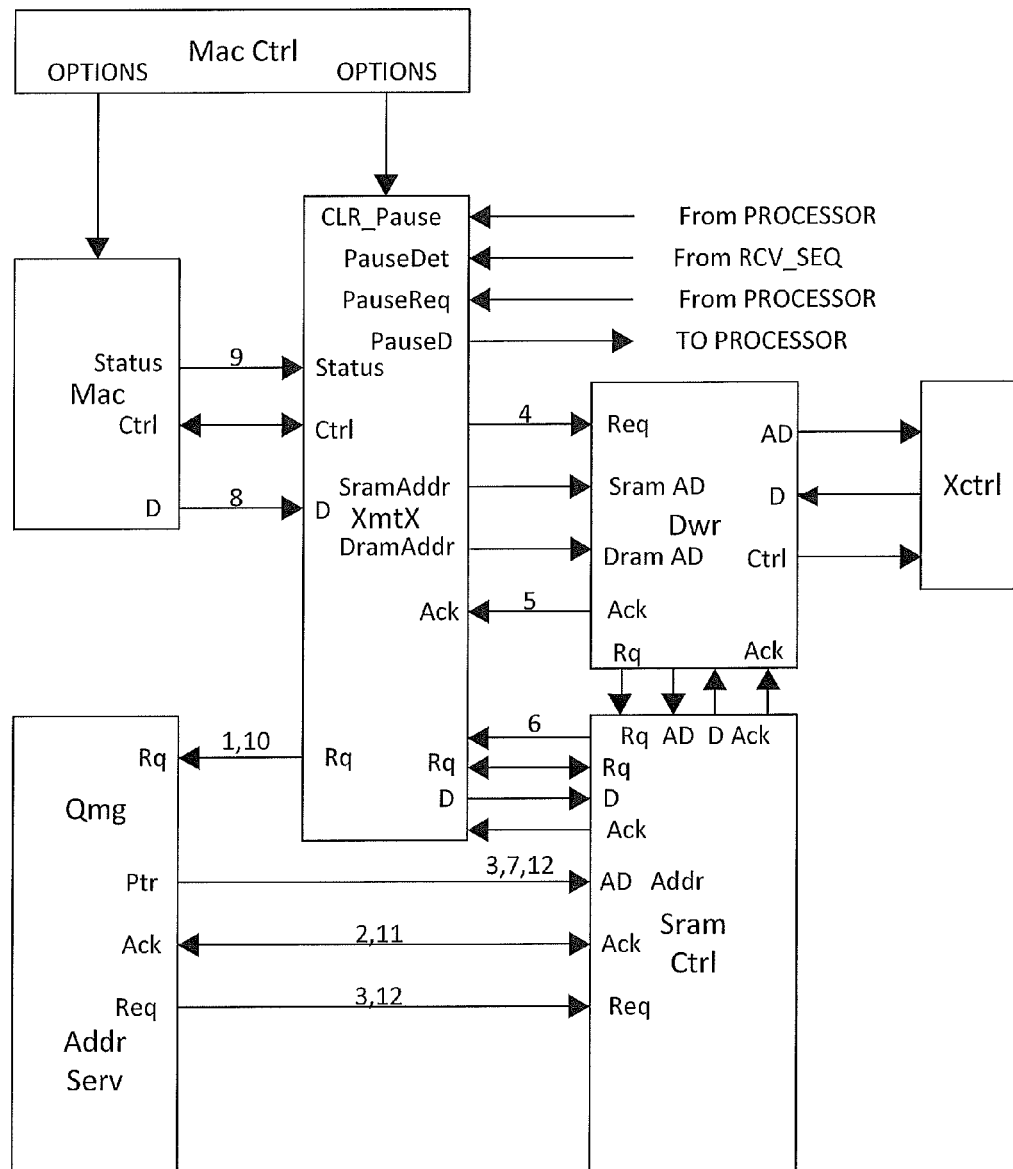 Mac Ctrl
OPTIONS OPTIONS
CLR_Pause From PROCESSOR
PauseDet From RCV_SEQ
PauseReq From PROCESSOR
PauseD TO PROCESSOR
Status 9 Status
Mac
Ctrl Ctrl 4 Req AD
SramAddr Sram AD D Xctrl
D 8 D
XmtX Dwr
DramAddr Dram AD Ctrl
Ack 5 Ack
Rq Ack
6 Rq AD D Ack
Rq 1,10 Rq Rq Rq
D D
Qmg
Ack
Ptr 3,7,12 AD Addr
Sram
Ack 2,11 Ack
Ctrl
Req 3,12 Req
Addr
Serv